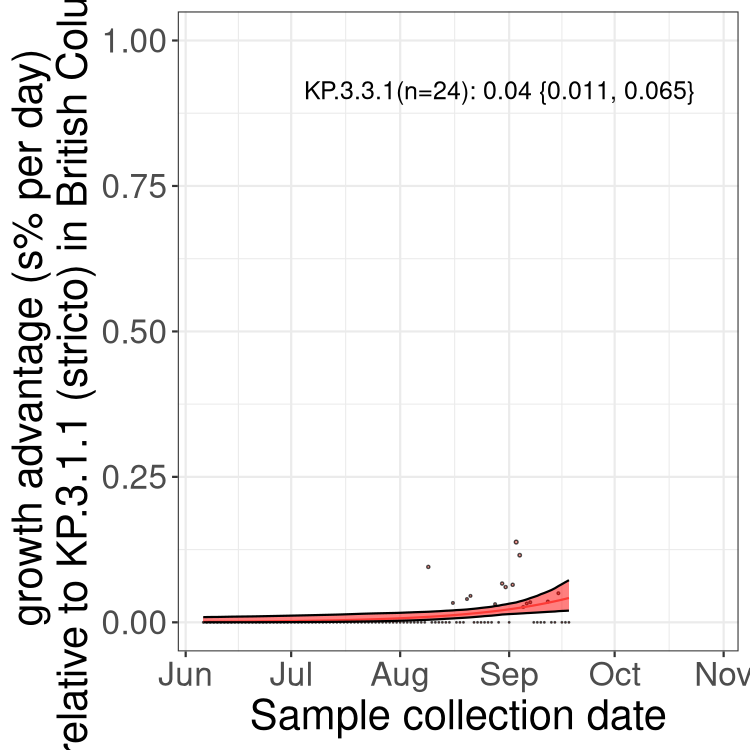 growth advantage (s% per day)
relative to KP.3.1.1 (stricto) in British Colu
1.00
0.75
0.50
0.25
0.00
KP.3.3.1(n=24): 0.04 {0.011, 0.065}
Jun Jul Aug Sep Oct Nov
Sample collection date